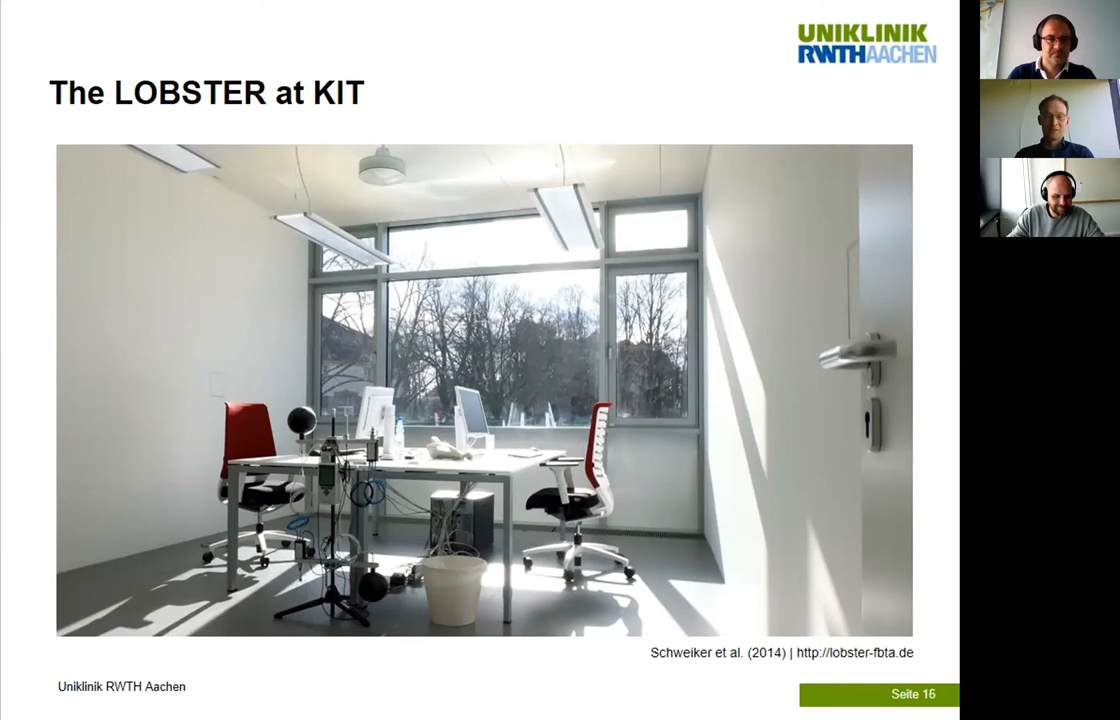 UNIKLINIK
RWTHAACHEN
The LOBSTER at KIT
Schweiker et al. (2014) | http://lobster-fbta.de
Uniklinik RWTH Aachen
Seite 16